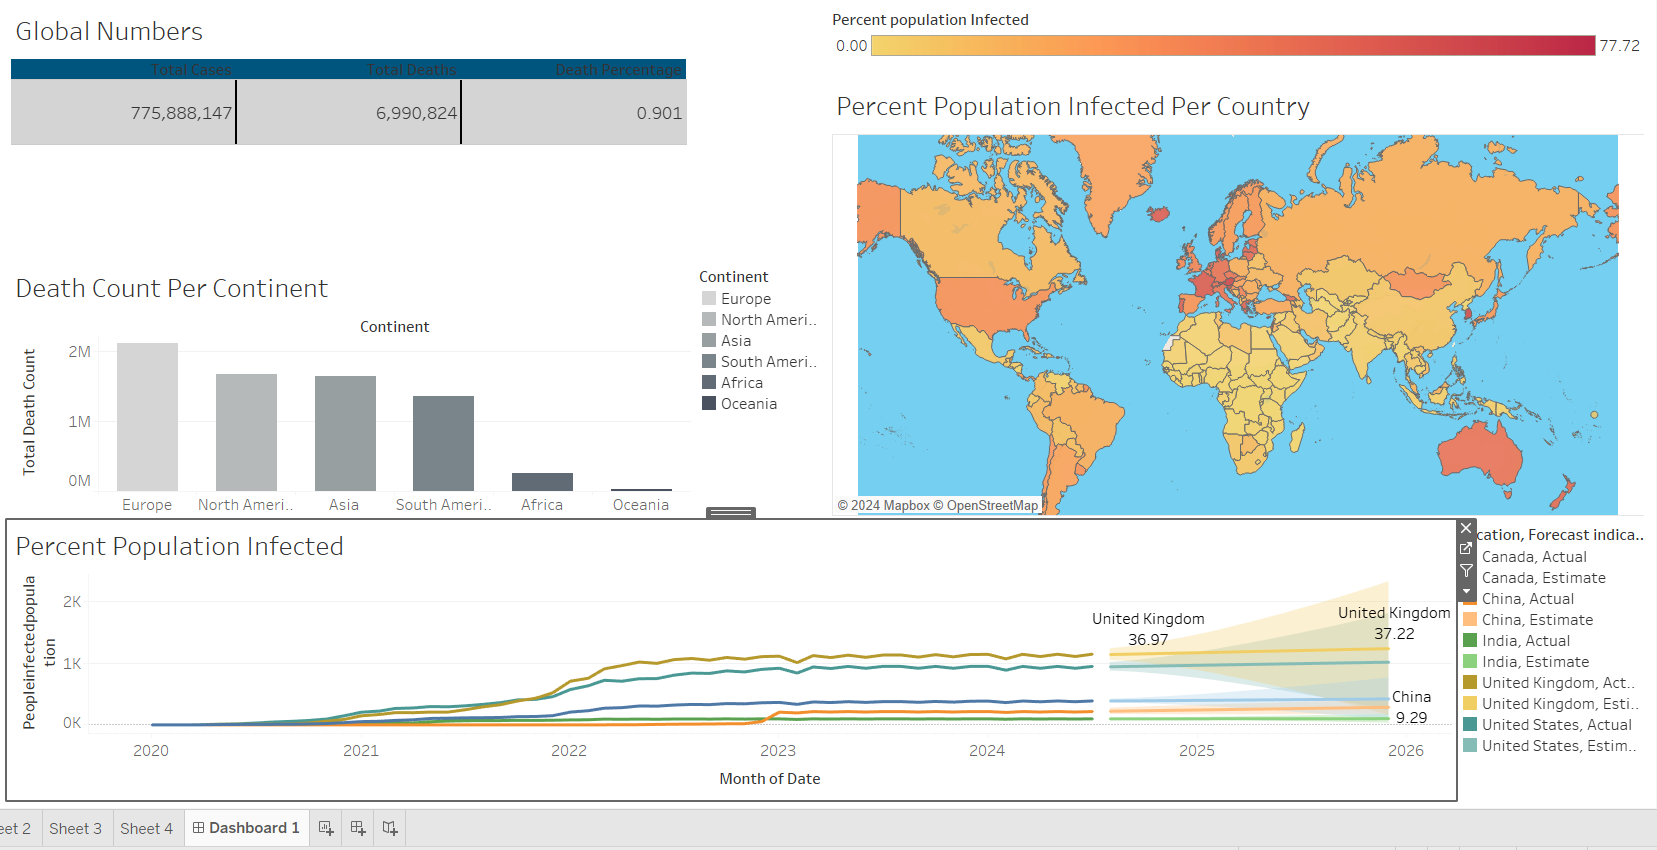 Global Numbers
Total Cases
Total Deaths
Death Percentage
775,888,147
6,990,824
0.901
Percent population Infected
0.00
77.72
Percent Population Infected Per Country
© 2024 Mapbox © OpenStreetMap
Death Count Per Continent
Continent
Total Death Count
2M
1M
0M
Europe
North Ameri..
Asia
South Ameri..
Africa
Oceania
Continent
Europe
North Ameri..
Asia
South Ameri..
Africa
Oceania
Percent Population Infected
Peopleinfectedpopula
tion
2K
1K
0K
United Kingdom
36.97
United Kingdom
37.22
China
9.29
2020
2021
2022
2023
2024
2025
2026
Month of Date
cation, Forecast indica..
Canada, Actual
Canada, Estimate
China, Actual
China, Estimate
India, Actual
India, Estimate
United Kingdom, Act..
United Kingdom, Esti..
United States, Actual
United States, Estim..
eet 2
Sheet 3
Sheet 4
Dashboard 1